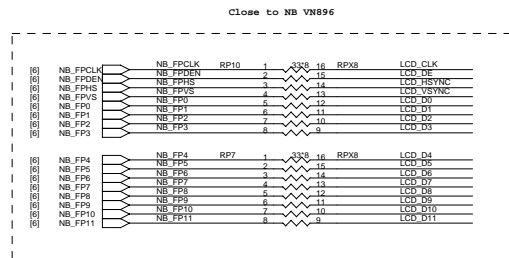 Close to NB VN896
[6] NB_FPCLK NB_FPCLK RP10 1 33*8 16 RPX8 LCD_CLK
[6] NB_FPDEN NB_FPDEN 2 15 LCD_DE
[6] NB_FPHS NB_FPHS 3 14 LCD_HSYNC
[6] NB_FPVS NB_FPVS 4 13 LCD_VSYNC
[6] NB_FP0 NB_FP0 5 12 LCD_D0
[6] NB_FP1 NB_FP1 6 11 LCD_D1
[6] NB_FP2 NB_FP2 7 10 LCD_D2
[6] NB_FP3 NB_FP3 8 9 LCD_D3
[6] NB_FP4 NB_FP4 RP7 1 33*8 16 RPX8 LCD_D4
[6] NB_FP5 NB_FP5 2 15 LCD_D5
[6] NB_FP6 NB_FP6 3 14 LCD_D6
[6] NB_FP7 NB_FP7 4 13 LCD_D7
[6] NB_FP8 NB_FP8 5 12 LCD_D8
[6] NB_FP9 NB_FP9 6 11 LCD_D9
[6] NB_FP10 NB_FP10 7 10 LCD_D10
[6] NB_FP11 NB_FP11 8 9 LCD_D11